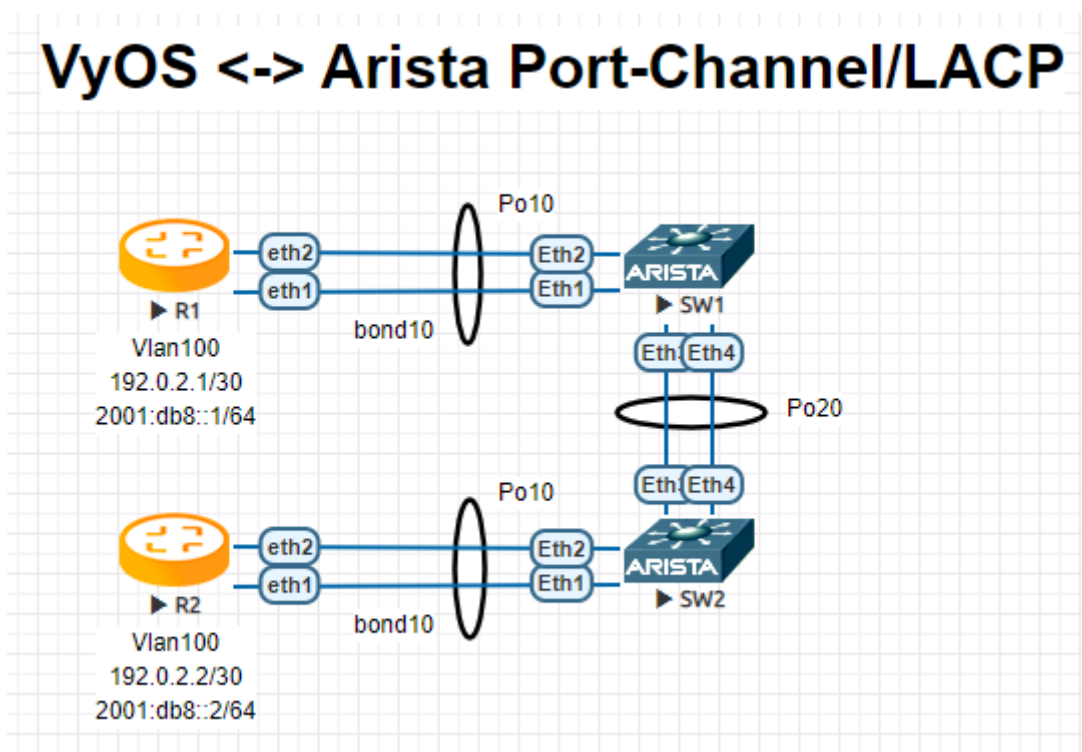 VyOS <-> Arista Port-Channel/LACP
Po10
eth2
Eth2
ARISTA
eth1
Eth1
R1
SW1
bond10
Vlan100
192.0.2.1/30
2001:db8::1/64
Eth4
Po20
Eth4
Po10
eth2
Eth2
ARISTA
eth1
Eth1
R2
SW2
bond10
Vlan100
192.0.2.2/30
2001:db8::2/64